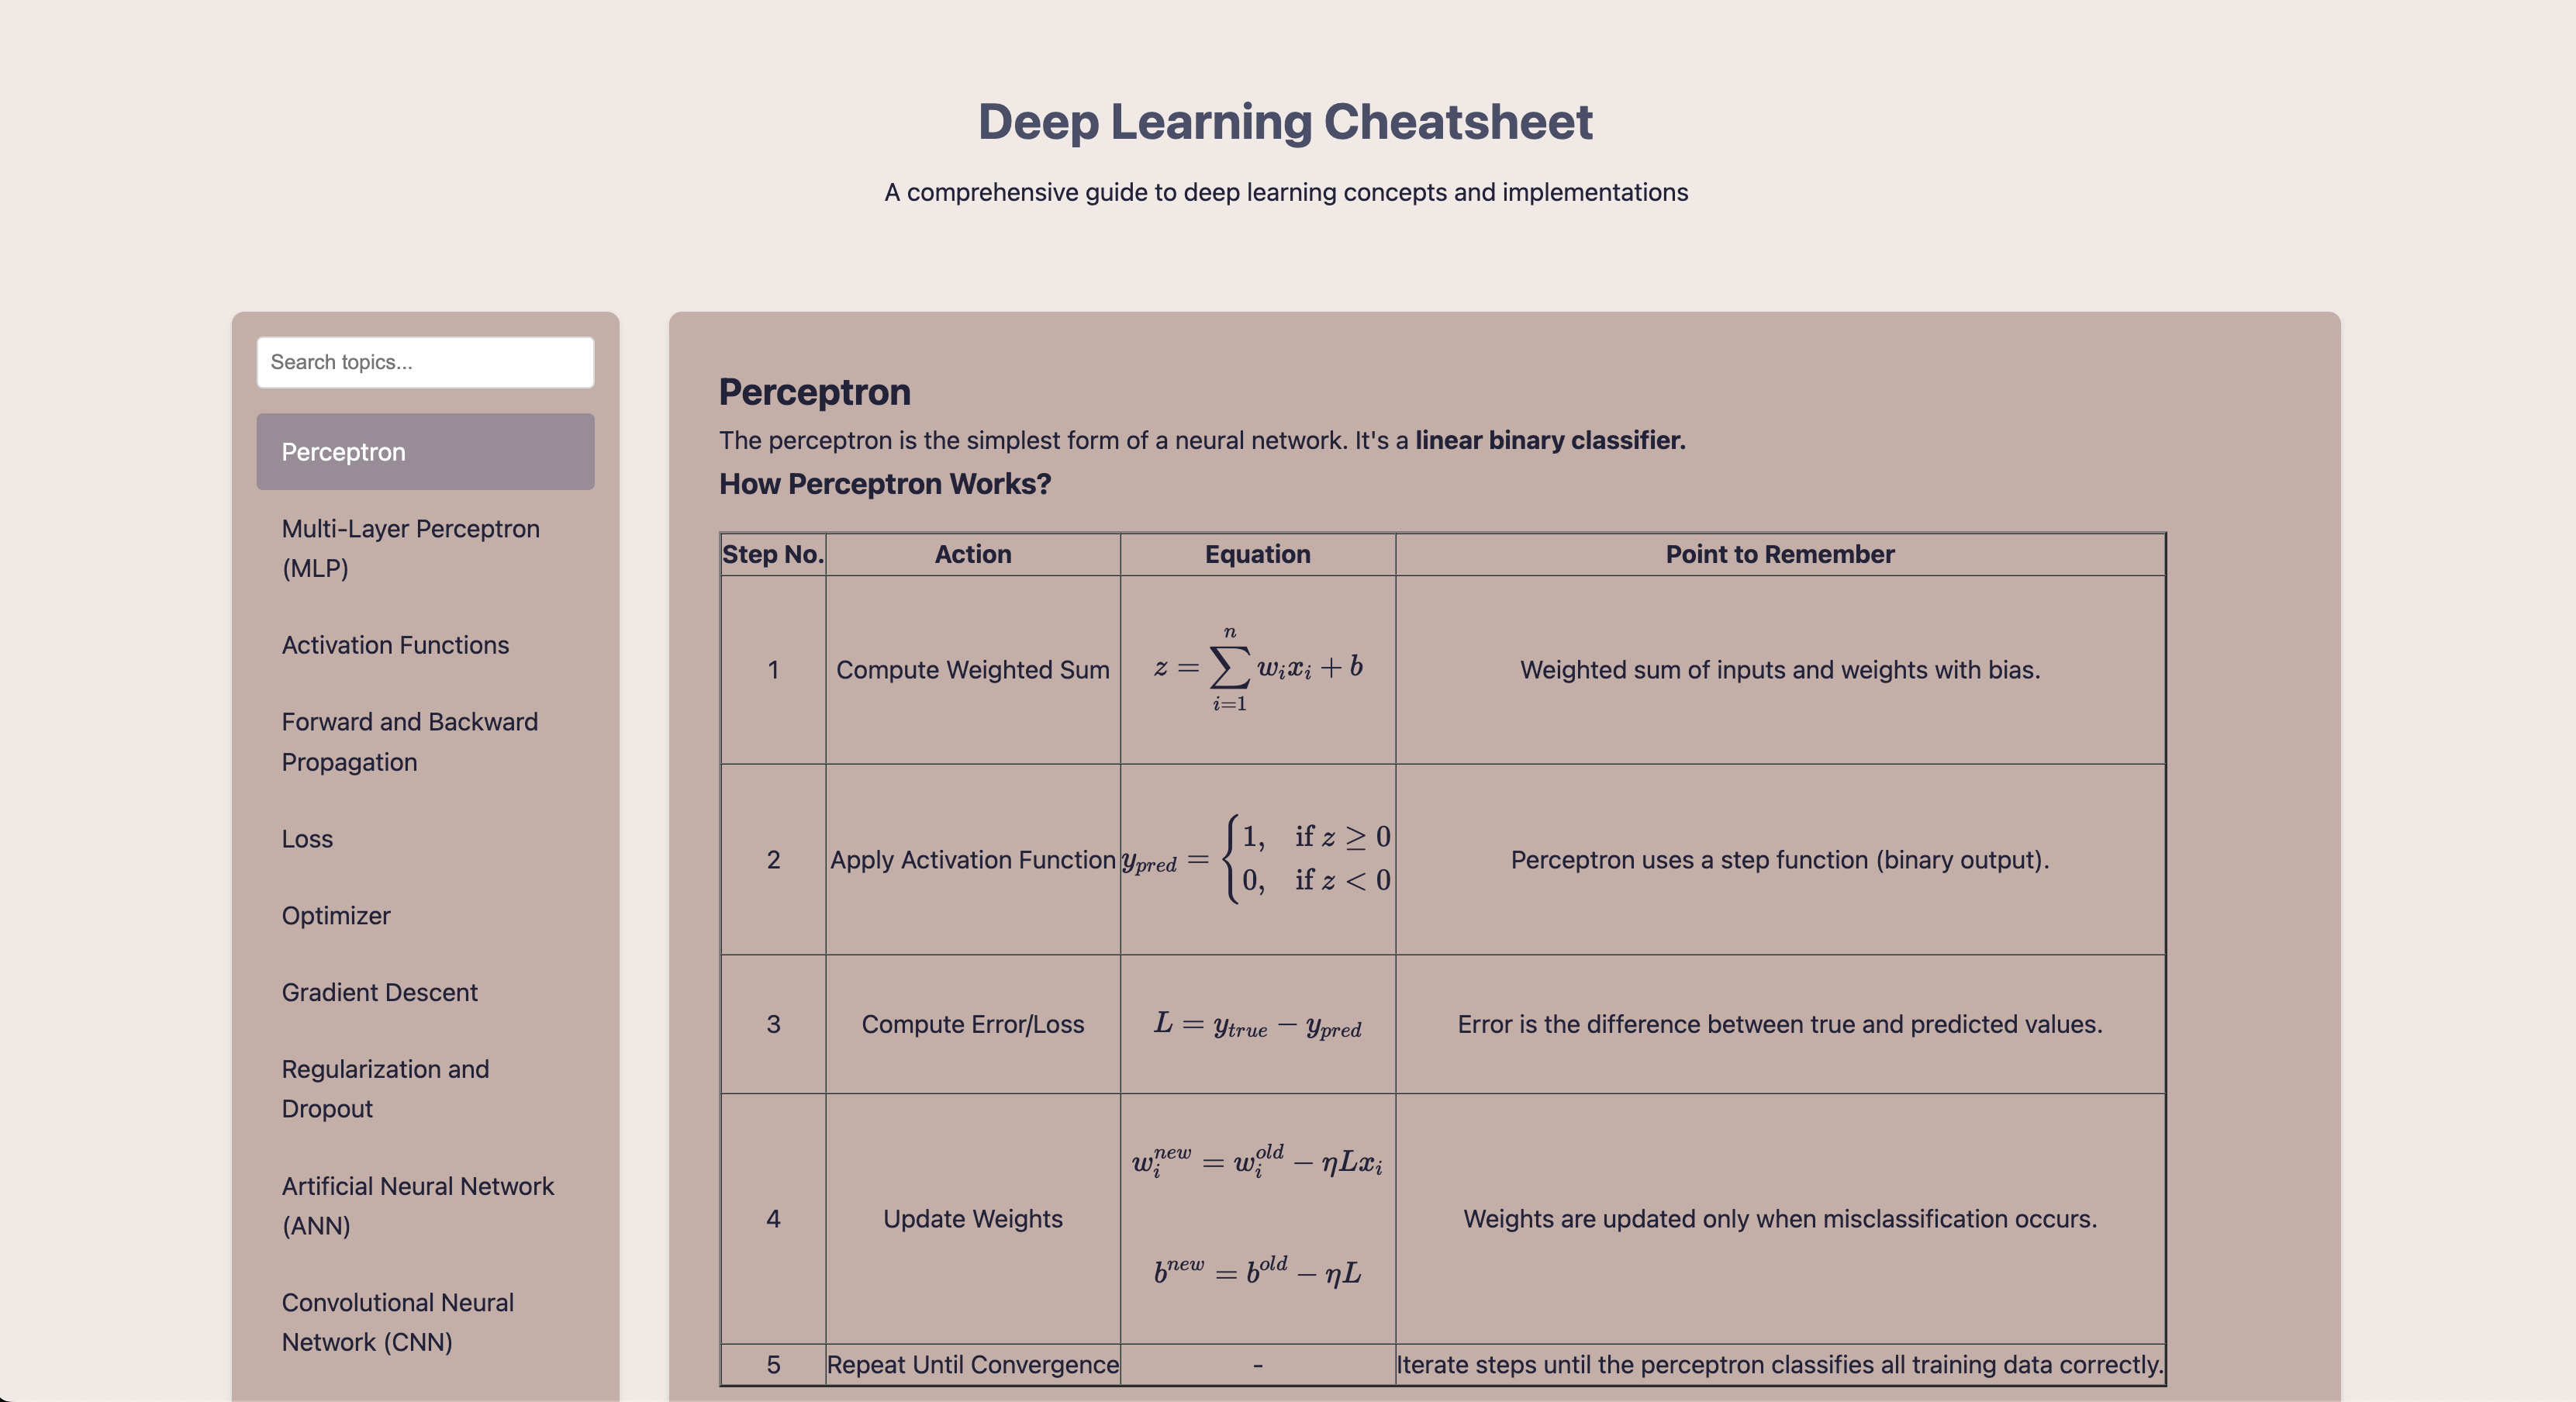 Deep Learning Cheatsheet
A comprehensive guide to deep learning concepts and implementations
Search topics...
Perceptron
Multi-Layer Perceptron
(MLP)
Activation Functions
Forward and Backward
Propagation
Loss
Optimizer
Gradient Descent
Regularization and
Dropout
Artificial Neural Network
(ANN)
Convolutional Neural
Network (CNN)
Perceptron
The perceptron is the simplest form of a neural network. It's a linear binary classifier.
How Perceptron Works?
Step No. Action Equation Point to Remember
1 Compute Weighted Sum $z = \sum_{i=1}^{n} w_i x_i + b$ Weighted sum of inputs and weights with bias.
2 Apply Activation Function $y_{pred} = \begin{cases} 1, & \text{if } z \geq 0 \\ 0, & \text{if } z < 0 \end{cases}$ Perceptron uses a step function (binary output).
3 Compute Error/Loss $L = y_{true} - y_{pred}$ Error is the difference between true and predicted values.
4 Update Weights $w_i^{new} = w_i^{old} - \eta L x_i$ $b^{new} = b^{old} - \eta L$ Weights are updated only when misclassification occurs.
5 Repeat Until Convergence - Iterate steps until the perceptron classifies all training data correctly.